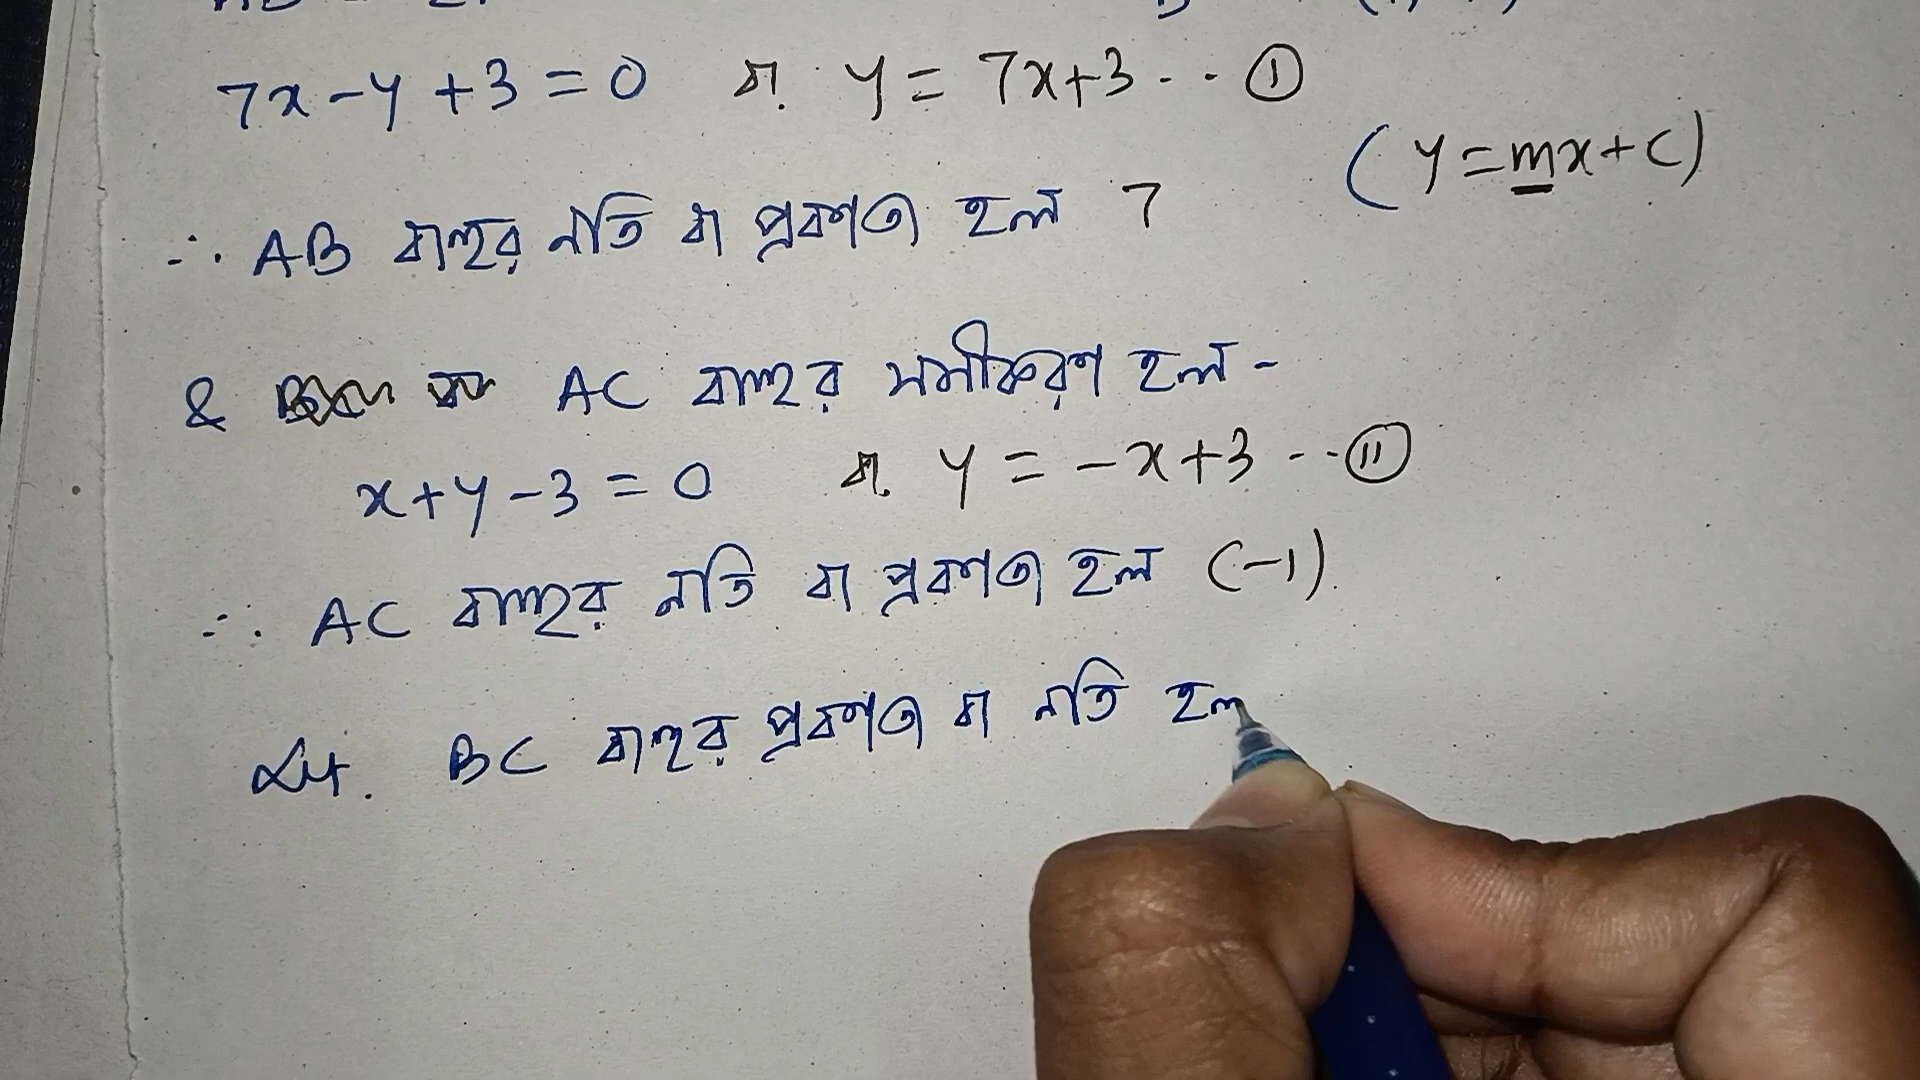 7x-y+3=0 বা. y = 7x+3 -- ①
(y=mx+c)
∴ AB বাহুর নতি বা প্রবণতা হল 7
& AC বাহুর সমীকরণ হল-
x+y-3=0 বা. y = -x+3 --- ⑪
∴ AC বাহুর নতি বা প্রবণতা হল (-1).
Let. BC বাহুর প্রবণতা বা নতি হল